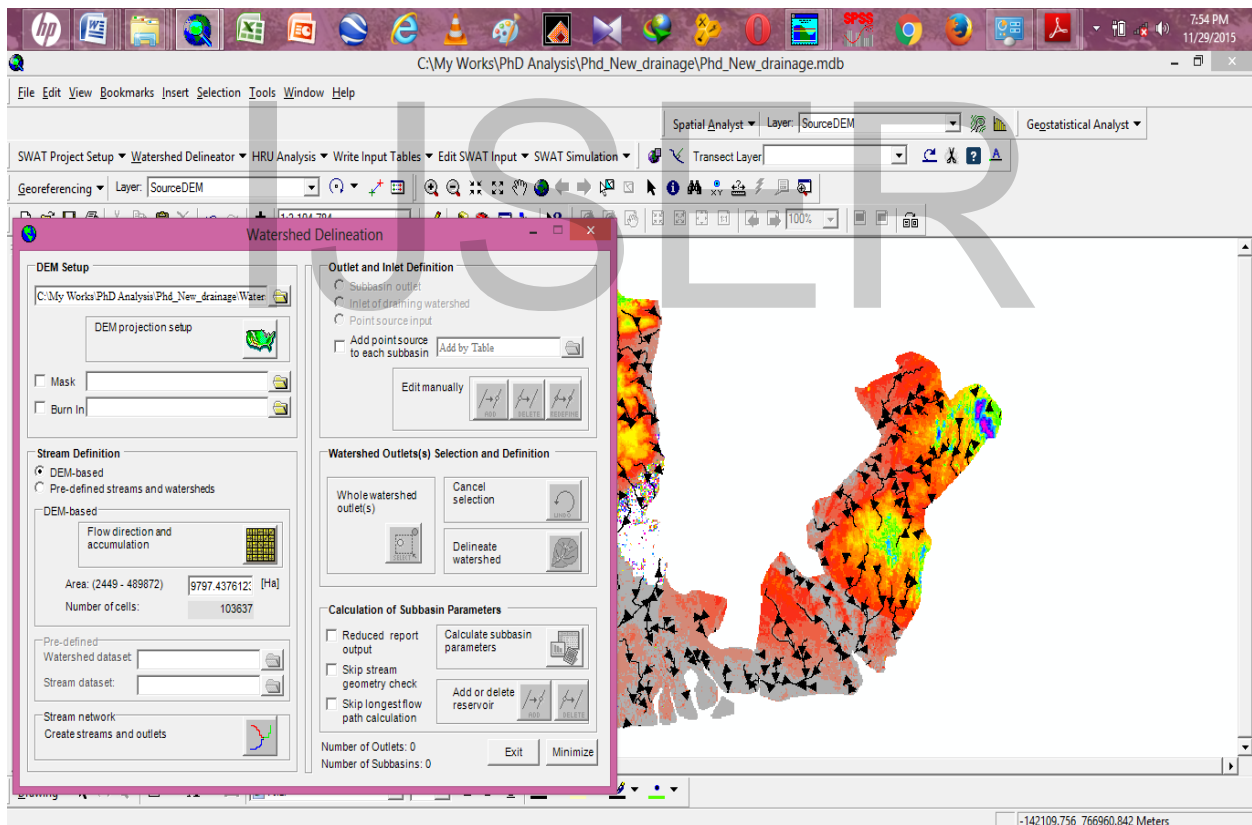 7:54 PM
11/29/2015
SPSS
C:\My Works\PhD Analysis\Phd_New_drainage\Phd_New_drainage.mdb
File Edit View Bookmarks Insert Selection Tools Window Help
Spatial Analyst Layer: SourceDEM Geostatistical Analyst
SWAT Project Setup Watershed Delineator HRU Analysis Write Input Tables Edit SWAT Input SWAT Simulation Transect Layer
Georeferencing Layer: SourceDEM
100%
IJSER
Watershed Delineation
DEM Setup
C:\My Works\PhD Analysis\Phd_New_drainage\Water
DEM projection setup
Mask
Burn In
Stream Definition
DEM-based
Pre-defined streams and watersheds
DEM-based
Flow direction and accumulation
Area: (2449 - 489872) 9797.437612 [Ha]
Number of cells: 103637
Pre-defined
Watershed dataset
Stream dataset:
Stream network
Create streams and outlets
Outlet and Inlet Definition
Subbasin outlet
Inlet of draining watershed
Point source input
Add point source
to each subbasin Add by Table
Edit manually
ADD DELETE REDEFINE
Watershed Outlets(s) Selection and Definition
Whole watershed
outlet(s)
SELECT
Cancel
selection
UNDO
Delineate
watershed
Calculation of Subbasin Parameters
Reduced report
output
Skip stream
geometry check
Skip longest flow
path calculation
Calculate subbasin
parameters
Add or delete
reservoir
ADD DELETE
Number of Outlets: 0
Number of Subbasins: 0
Exit Minimize
-142109.756 766960.842 Meters